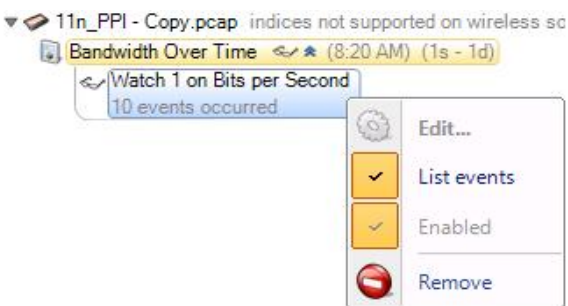 11n_PPI - Copy.pcap indices not supported on wireless sc
Bandwidth Over Time (8:20 AM) (1s - 1d)
Watch 1 on Bits per Second
10 events occurred
Edit...
List events
Enabled
Remove